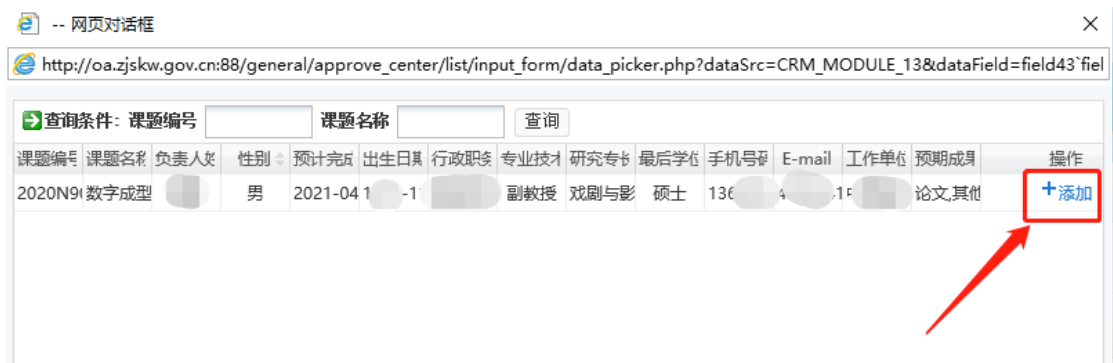 -- 网页对话框
http://oa.zjskw.gov.cn:88/general/approve_center/list/input_form/data_picker.php?dataSrc=CRM_MODULE_13&dataField=field43`fiel
查询条件: 课题编号 课题名称 查询
课题编号 课题名称 负责人姓 性别 预计完成 出生日期 行政职务 专业技术 研究专长 最后学位 手机号码 E-mail 工作单位 预期成果 操作
2020N9 数字成型 男 2021-04 1 -1 副教授 戏剧与影 硕士 136 4 -1 论文,其他 +添加